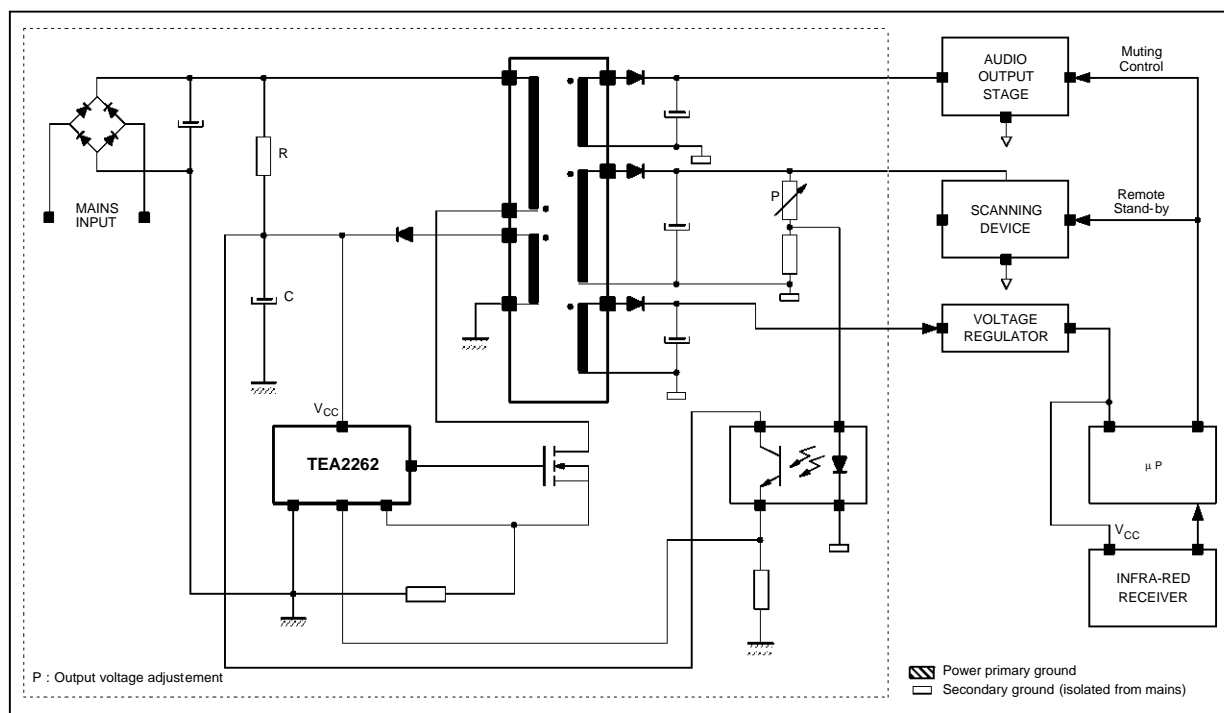 AUDIO
OUTPUT
STAGE
Muting
Control
R
MAINS
INPUT
P
SCANNING
DEVICE
Remote
Stand-by
C
VOLTAGE
REGULATOR
VCC
TEA2262
μ P
VCC
INFRA-RED
RECEIVER
P : Output voltage adjustement
Power primary ground
Secondary ground (isolated from mains)